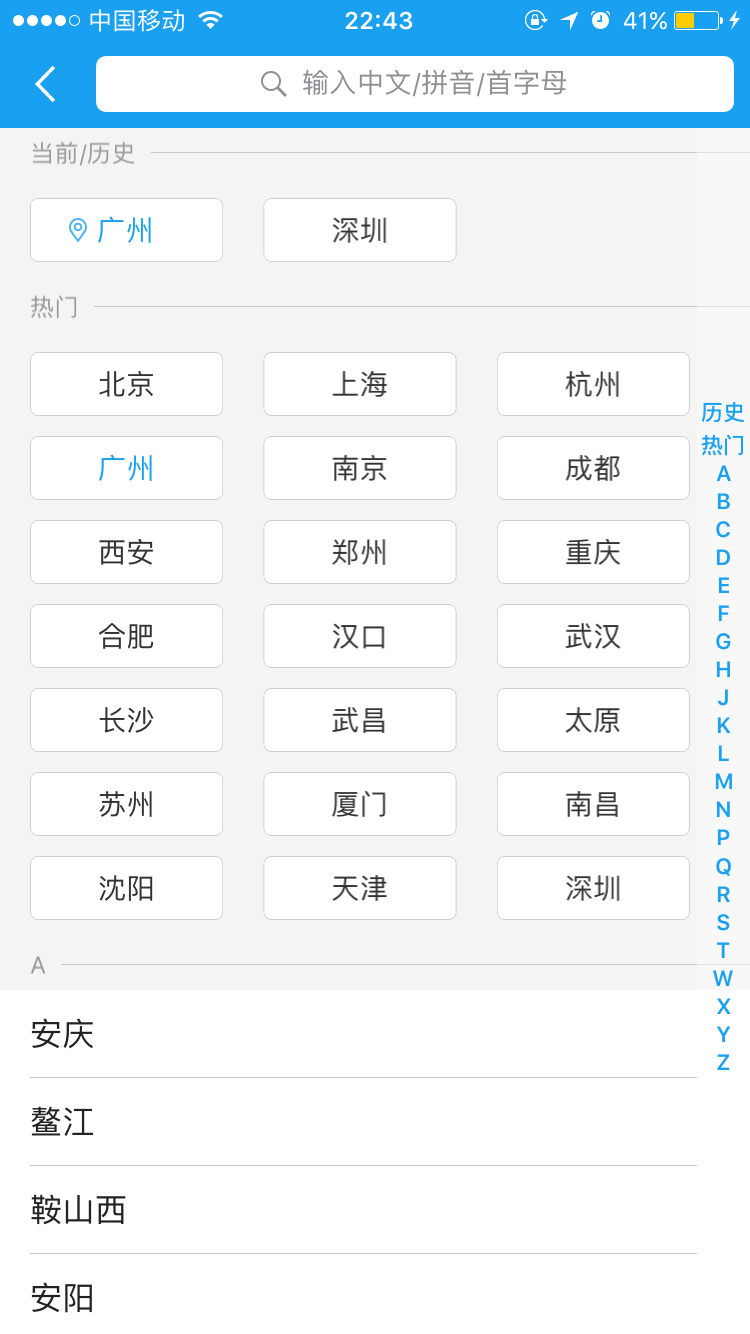 中国移动 22:43 41%
输入中文/拼音/首字母
当前/历史
广州 深圳
热门
北京 上海 杭州
历史
热门
广州 南京 成都
西安 郑州 重庆
合肥 汉口 武汉
长沙 武昌 太原
苏州 厦门 南昌
沈阳 天津 深圳
A
B
C
D
E
F
G
H
J
K
L
M
N
P
Q
R
S
T
W
X
Y
Z
A
安庆
鳌江
鞍山西
安阳